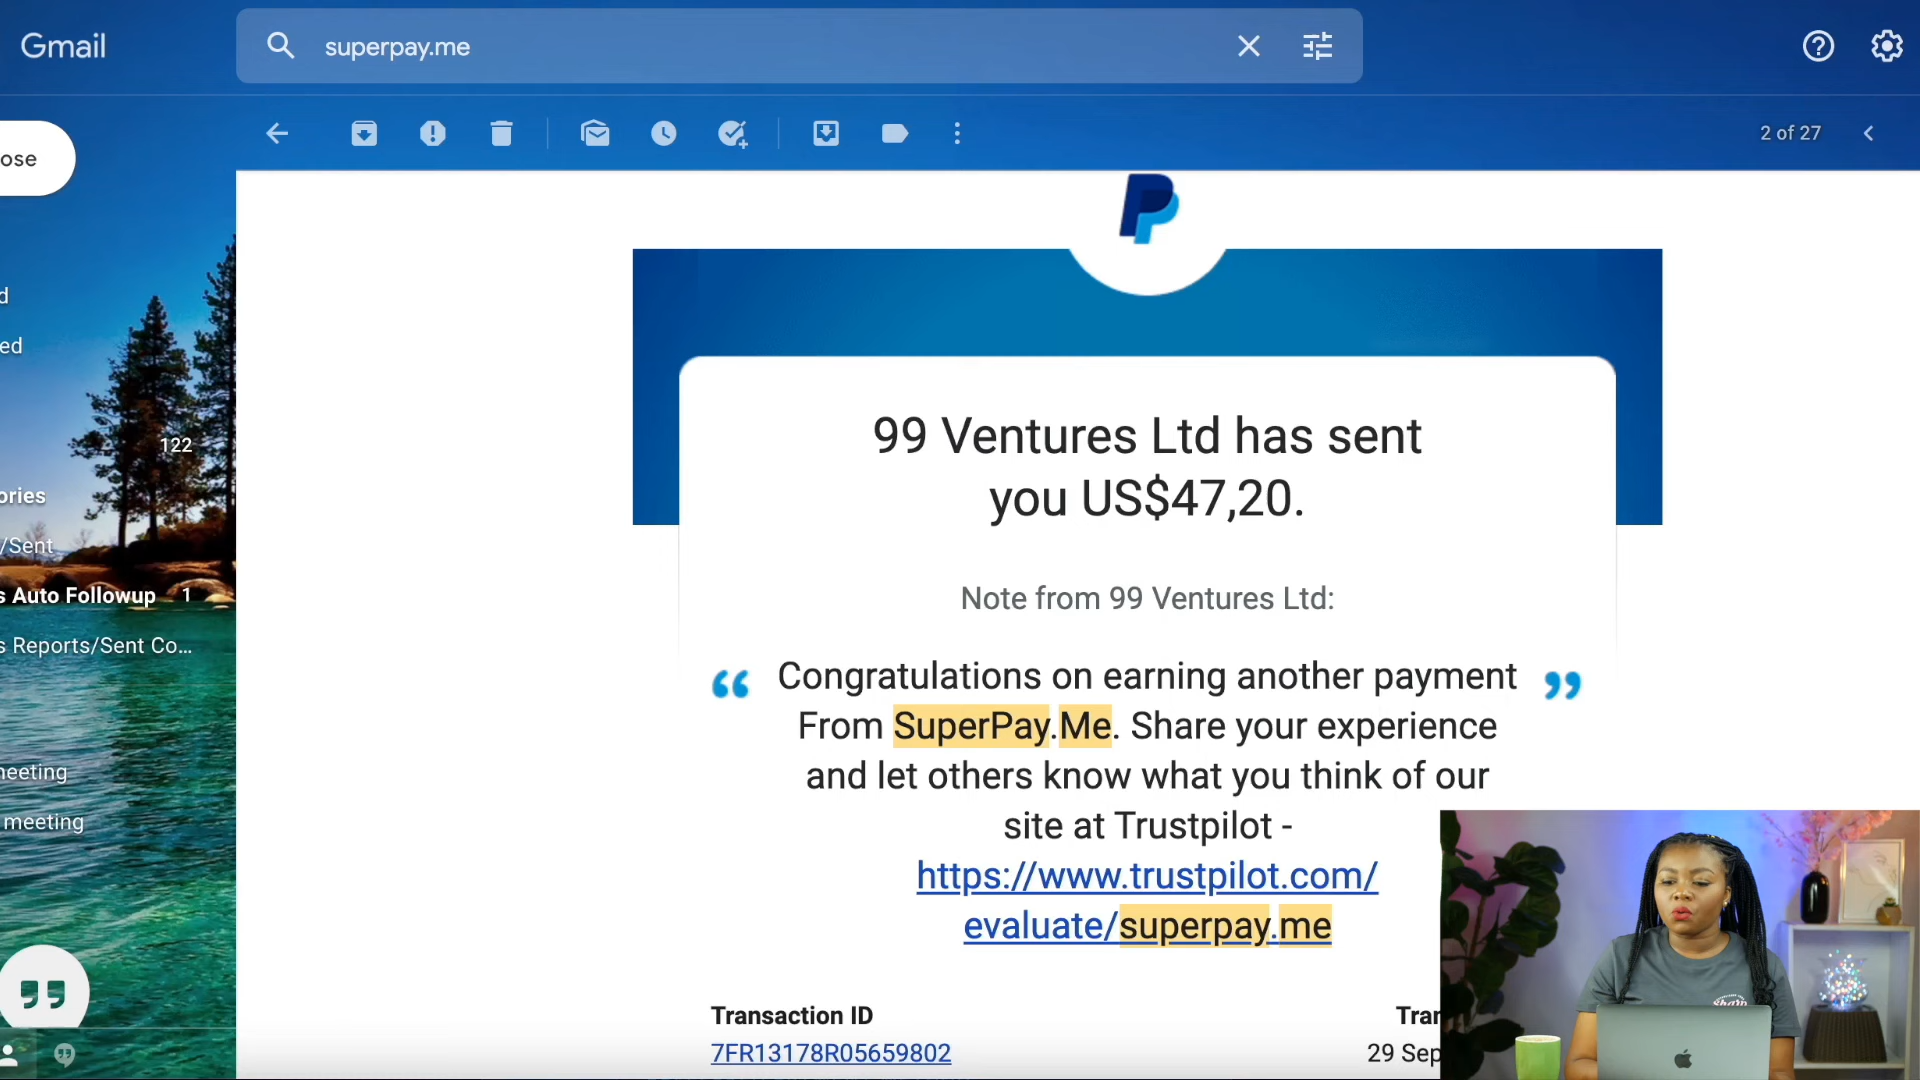 Gmail
superpay.me
ose
2 of 27
d
ed
122
ories
/Sent
s Auto Followup 1
s Reports/Sent Co...
neeting
meeting
99 Ventures Ltd has sent
you US$47,20.
Note from 99 Ventures Ltd:
“ Congratulations on earning another payment ”
From SuperPay.Me. Share your experience
and let others know what you think of our
site at Trustpilot -
https://www.trustpilot.com/
evaluate/superpay.me
Transaction ID
7FR13178R05659802
Tran
29 Sep